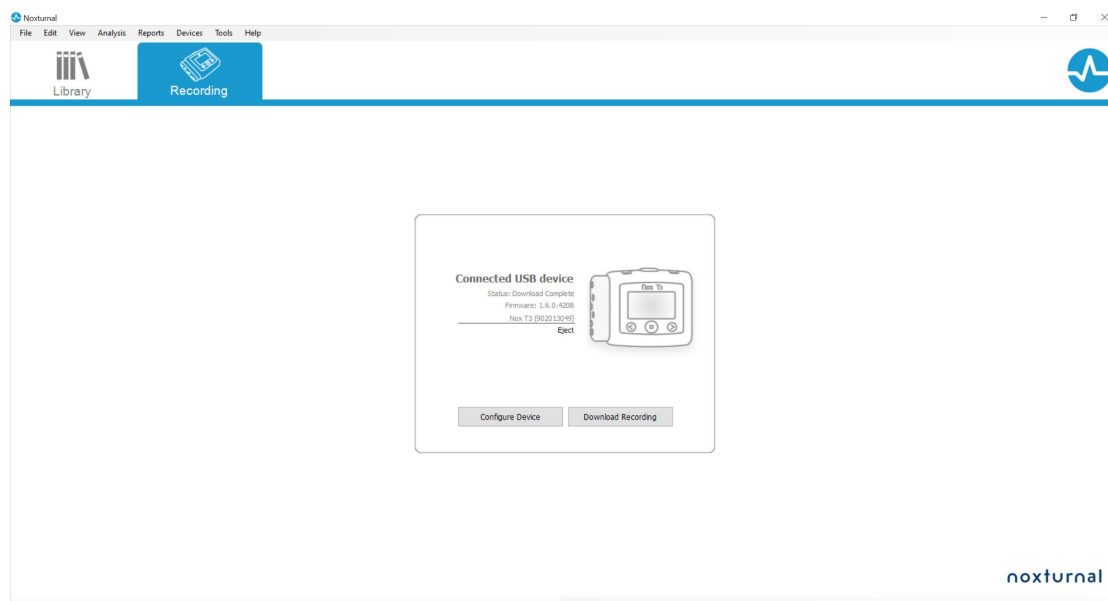 Noxturnal
File Edit View Analysis Reports Devices Tools Help
Library
Recording
Connected USB device
Status: Download Complete
Firmware: 1.6.0.4208
Nox T3 (902013049)
Eject
nox T3
Configure Device
Download Recording
noxturnal